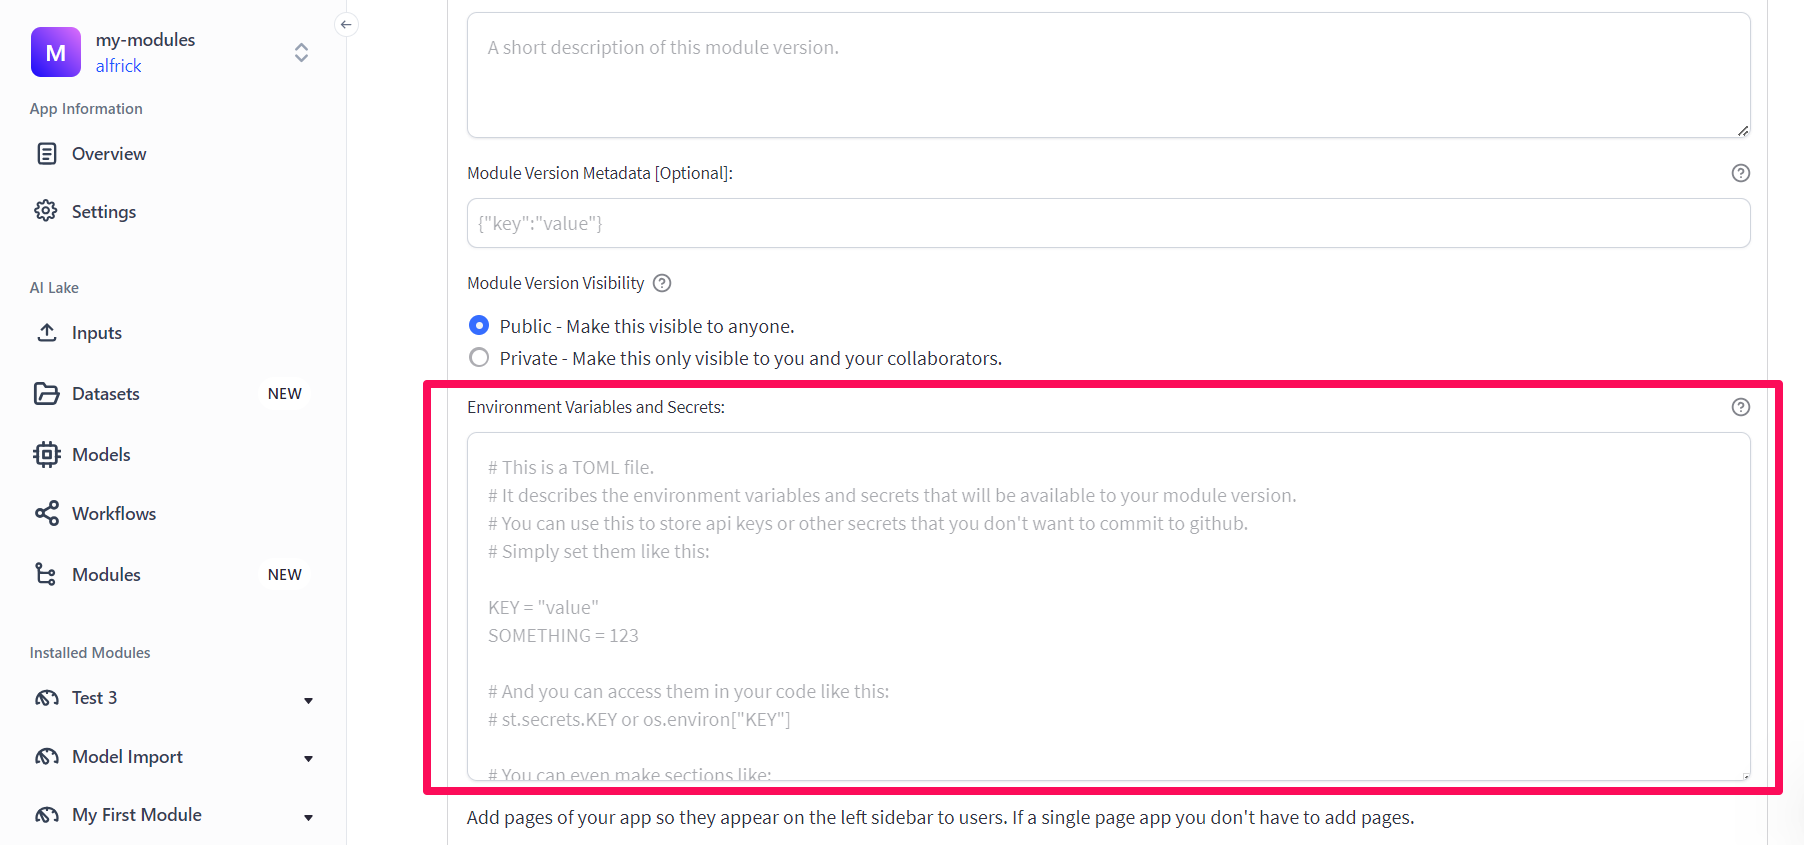 M
my-modules
alfrick
App Information
Overview
Settings
AI Lake
Inputs
Datasets NEW
Models
Workflows
Modules NEW
Installed Modules
Test 3
Model Import
My First Module
A short description of this module version.
Module Version Metadata [Optional]:
{"key":"value"}
Module Version Visibility
Public - Make this visible to anyone.
Private - Make this only visible to you and your collaborators.
Environment Variables and Secrets:
# This is a TOML file.
# It describes the environment variables and secrets that will be available to your module version.
# You can use this to store api keys or other secrets that you don't want to commit to github.
# Simply set them like this:
KEY = "value"
SOMETHING = 123
# And you can access them in your code like this:
# st.secrets.KEY or os.environ["KEY"]
# You can even make sections like:
Add pages of your app so they appear on the left sidebar to users. If a single page app you don't have to add pages.